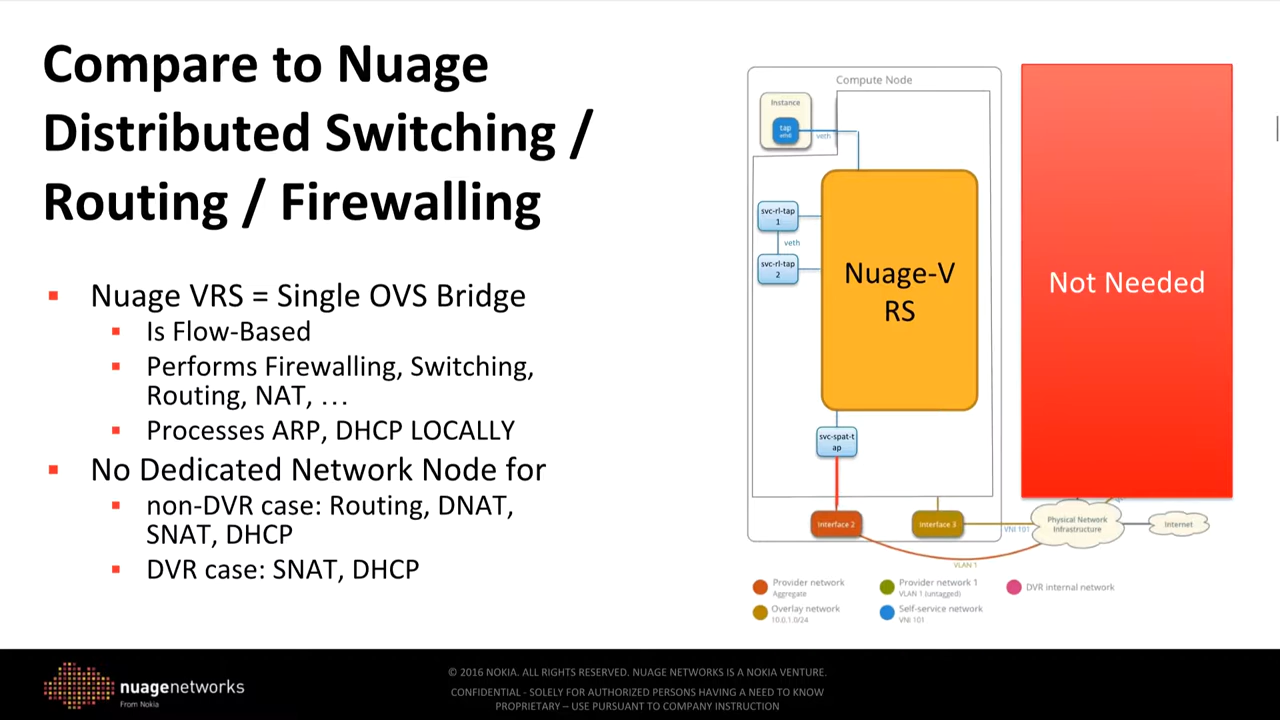 Compare to Nuage
Distributed Switching /
Routing / Firewalling
Nuage VRS = Single OVS Bridge
Is Flow-Based
Performs Firewalling, Switching,
Routing, NAT, …
Processes ARP, DHCP LOCALLY
No Dedicated Network Node for
non-DVR case: Routing, DNAT,
SNAT, DHCP
DVR case: SNAT, DHCP
Compute Node
Instance
tap
veth
svc-rl-tap
1
veth
svc-rl-tap
2
Nuage-V
RS
svc-spat-t
ap
Interface 2
Interface 3
VNI 101
VLAN 1
Not Needed
Physical Network
Infrastructure
Internet
Provider network
Aggregate
Provider network 1
VLAN 1 (untagged)
DVR internal network
Overlay network
10.0.1.0/24
Self-service network
VNI 101
nuagenetworks
From Nokia
© 2016 NOKIA. ALL RIGHTS RESERVED. NUAGE NETWORKS IS A NOKIA VENTURE.
CONFIDENTIAL - SOLELY FOR AUTHORIZED PERSONS HAVING A NEED TO KNOW
PROPRIETARY – USE PURSUANT TO COMPANY INSTRUCTION